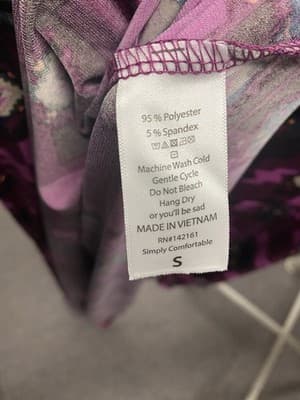 95 % Polyester
5 % Spandex
Machine Wash Cold
Gentle Cycle
Do Not Bleach
Hang Dry
or you'll be sad
MADE IN VIETNAM
RN#142161
Simply Comfortable
S